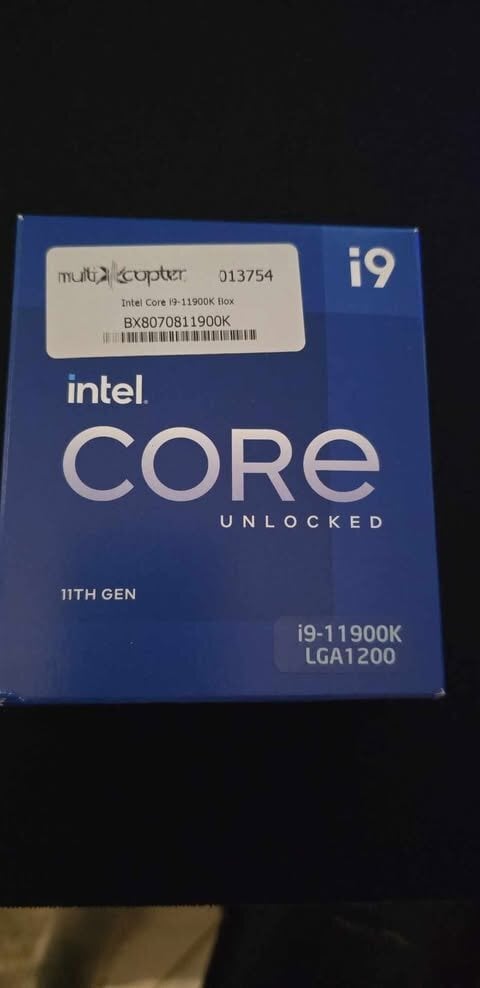 multi copter 013754
Intel Core i9-11900K Box
BX8070811900K
i9
intel.
CORe
UNLOCKED
11TH GEN
i9-11900K
LGA1200